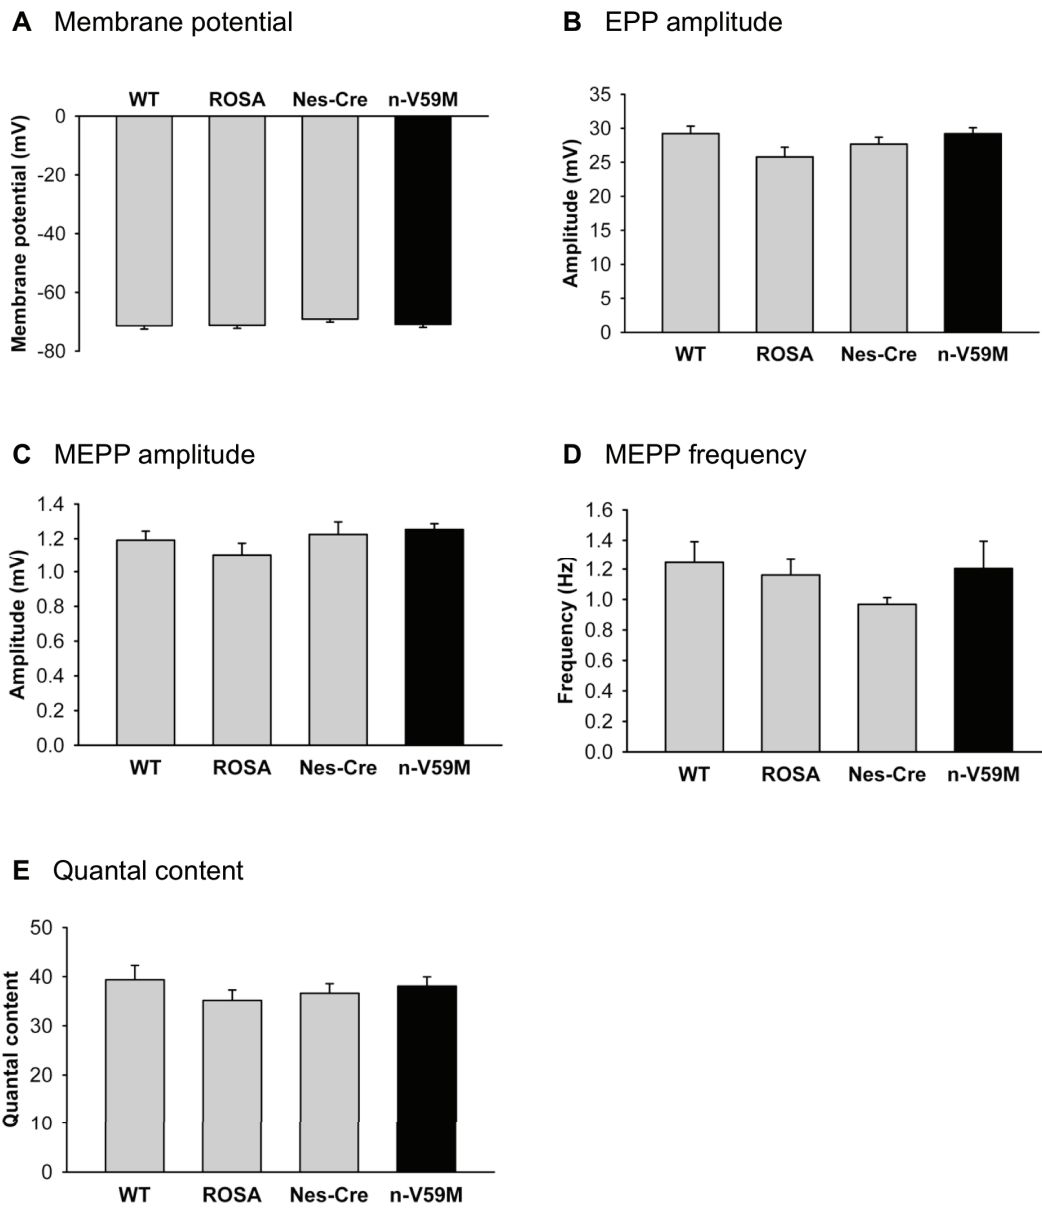 A Membrane potential
WT ROSA Nes-Cre n-V59M
0
-20
-40
-60
-80
Membrane potential (mV)
B EPP amplitude
35
30
25
20
15
10
5
0
Amplitude (mV)
WT ROSA Nes-Cre n-V59M
C MEPP amplitude
1.4
1.2
1.0
0.8
0.6
0.4
0.2
0.0
Amplitude (mV)
WT ROSA Nes-Cre n-V59M
D MEPP frequency
1.6
1.4
1.2
1.0
0.8
0.6
0.4
0.2
0.0
Frequency (Hz)
WT ROSA Nes-Cre n-V59M
E Quantal content
50
40
30
20
10
0
Quantal content
WT ROSA Nes-Cre n-V59M